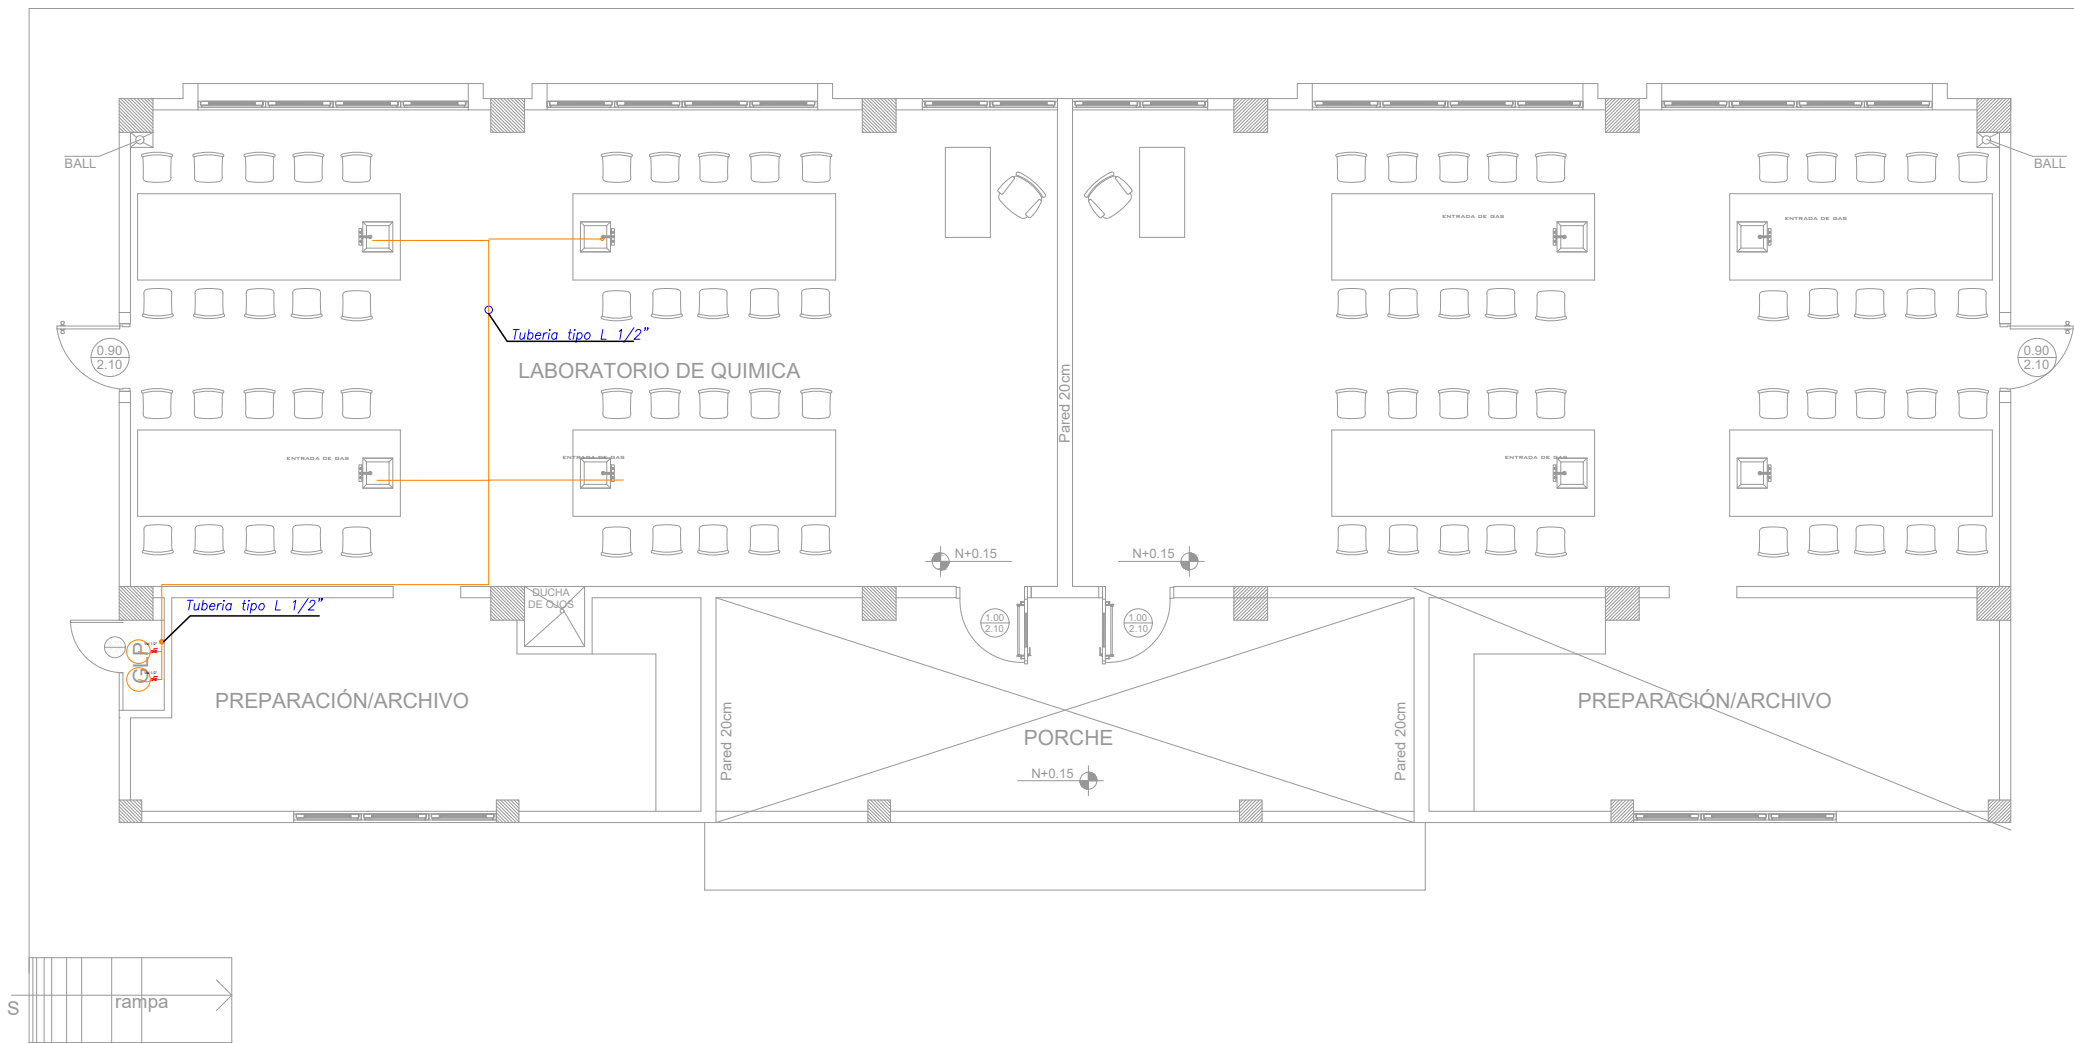 BALL
BALL
ENTRADA DE GAS
ENTRADA DE GAS
Tuberia tipo L 1/2"
0.90
2.10
0.90
2.10
LABORATORIO DE QUIMICA
Pared 20cm
ENTRADA DE GAS
ENTRADA DE GAS
ENTRADA DE GAS
N+0.15
N+0.15
DUCHA
DE OJOS
Tuberia tipo L 1/2"
1.00
2.10
1.00
2.10
GLP
PREPARACIÓN/ARCHIVO
PREPARACIÓN/ARCHIVO
Pared 20cm
PORCHE
Pared 20cm
N+0.15
rampa
S